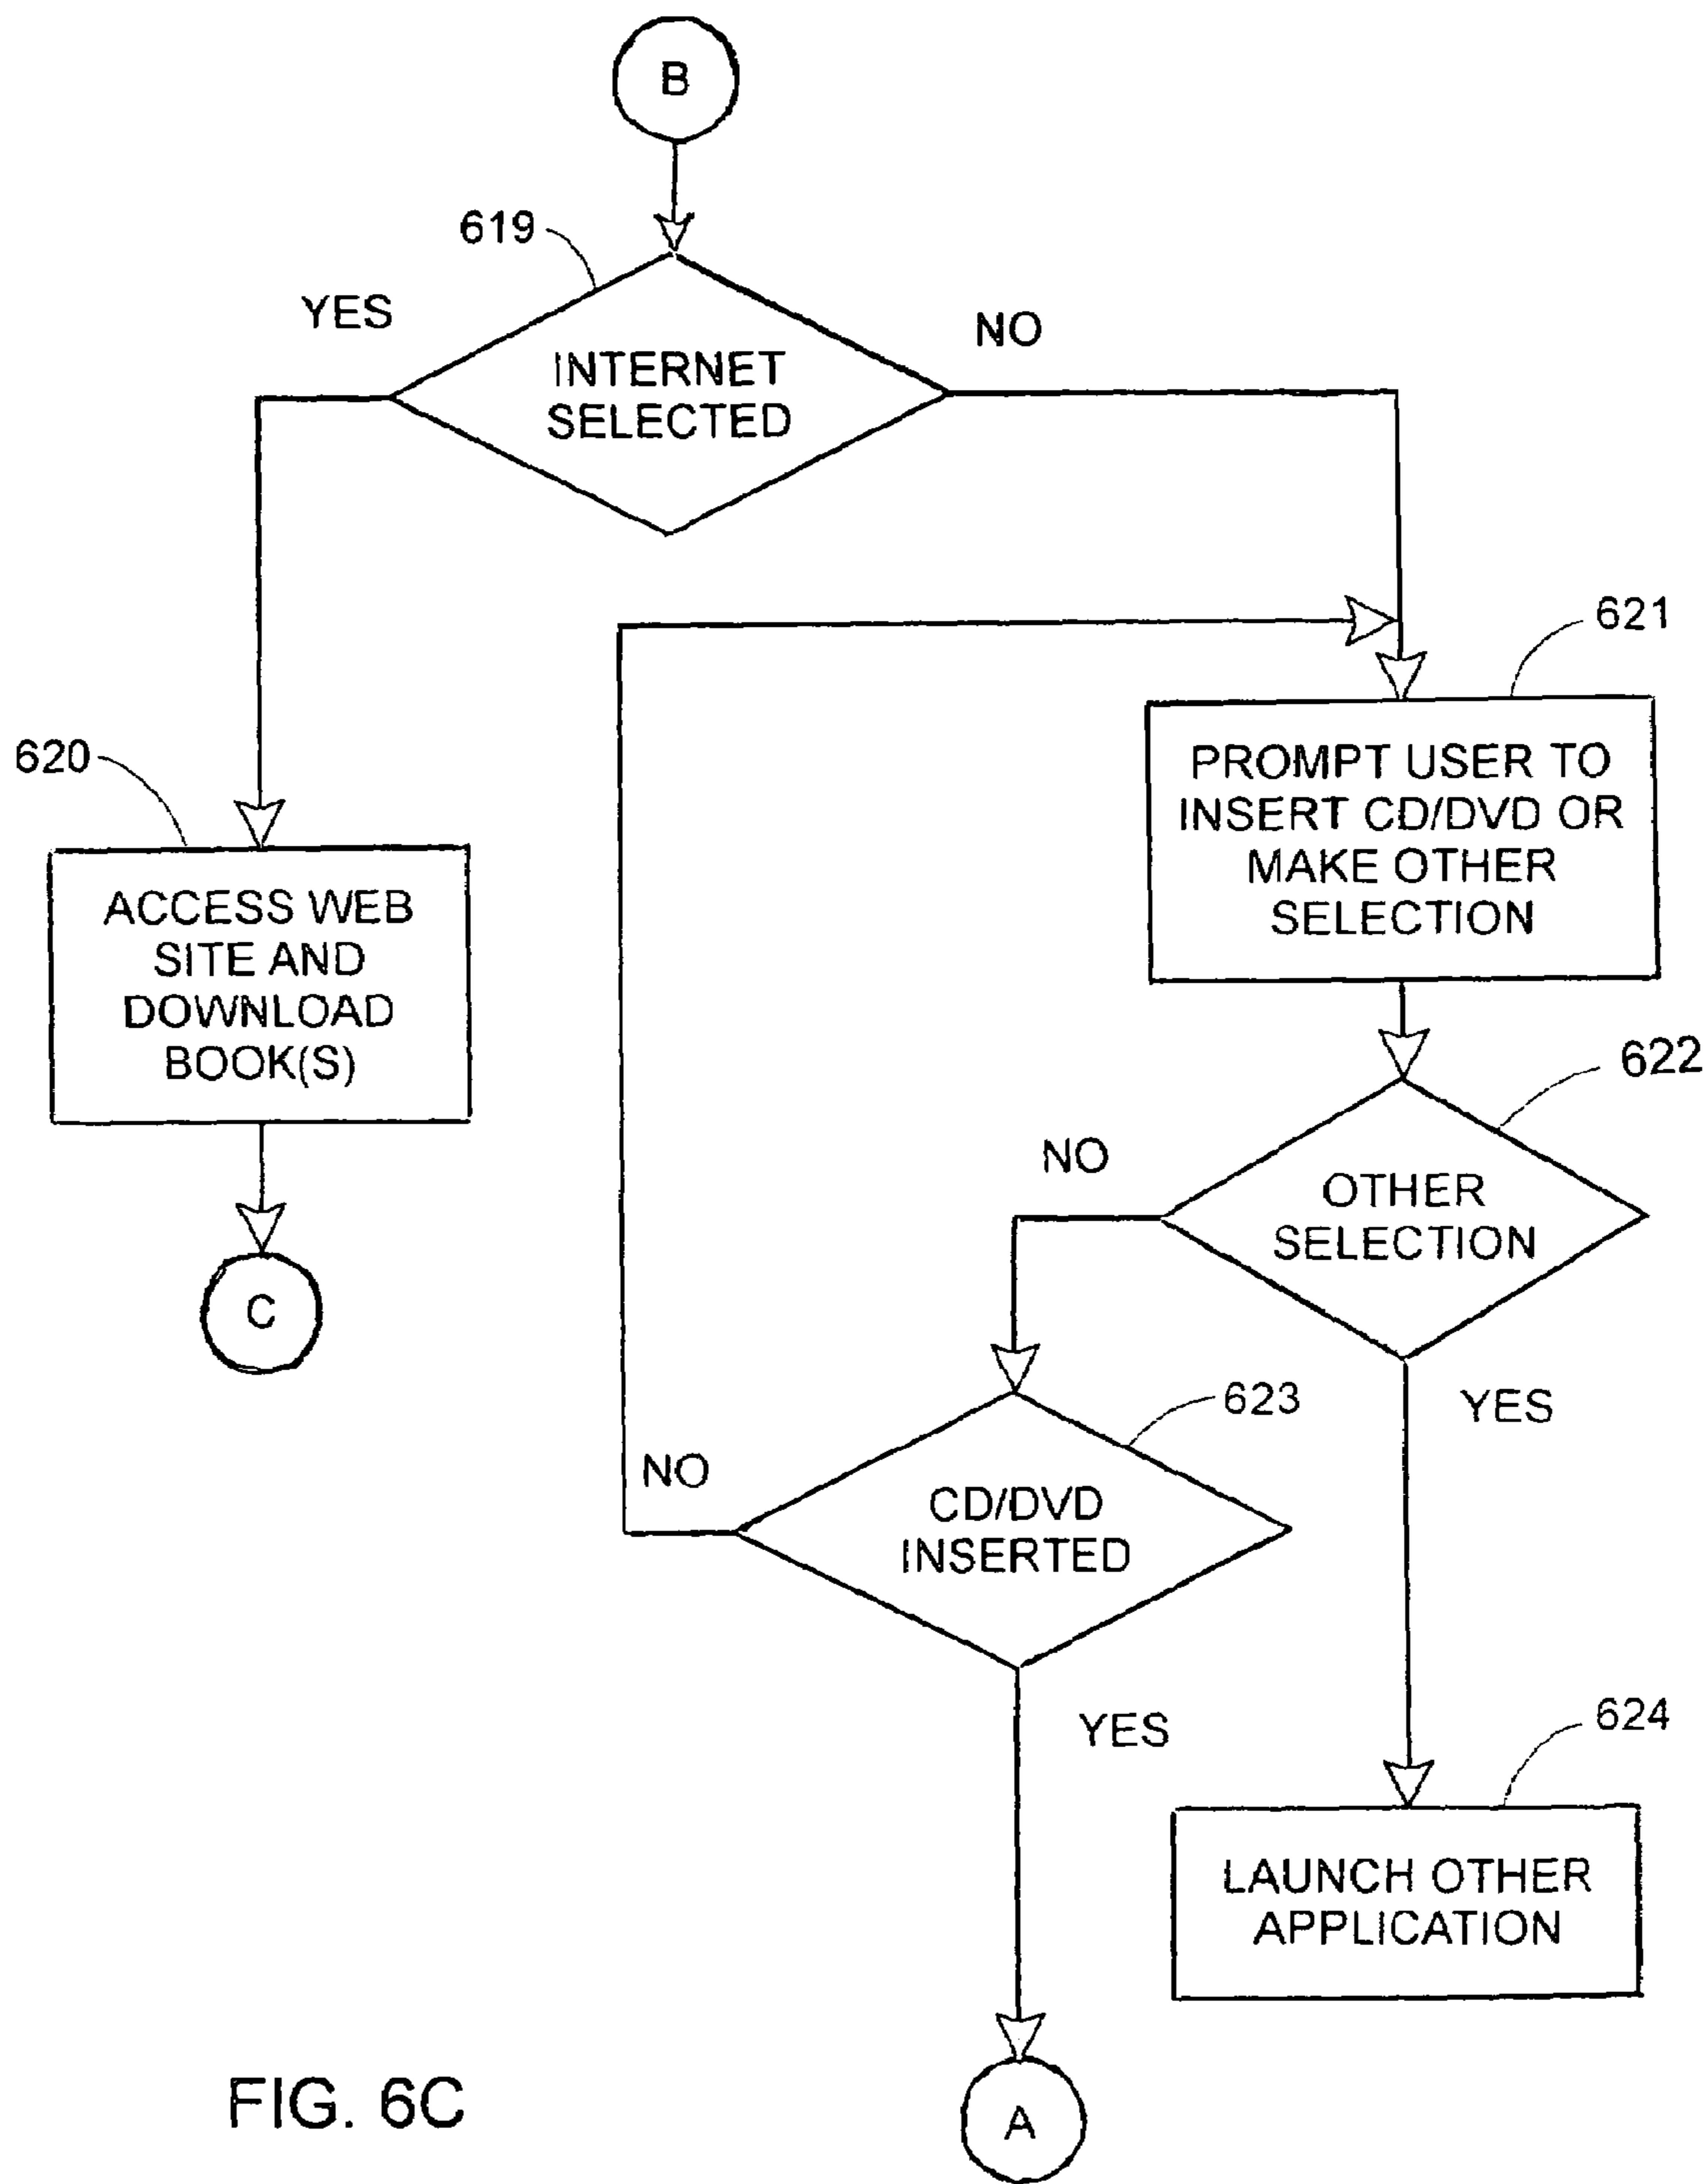 B
619
YES
NO
INTERNET
SELECTED
621
620
PROMPT USER TO
INSERT CD/DVD OR
MAKE OTHER
SELECTION
ACCESS WEB
SITE AND
DOWNLOAD
BOOK(S)
622
NO
OTHER
SELECTION
C
623
YES
NO
CD/DVD
INSERTED
YES
624
LAUNCH OTHER
APPLICATION
FIG. 6C
A